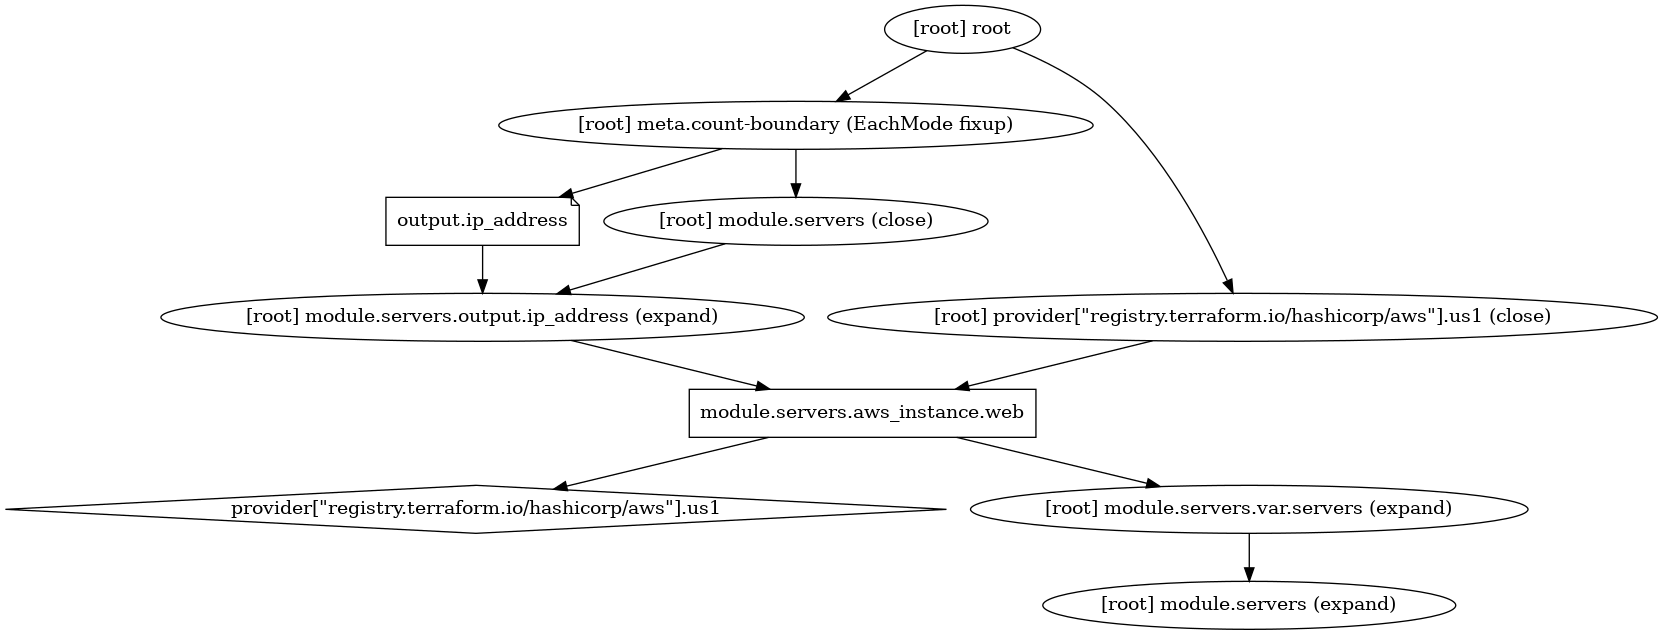 [root] root
[root] meta.count-boundary (EachMode fixup)
output.ip_address
[root] module.servers (close)
[root] module.servers.output.ip_address (expand)
[root] provider[\"registry.terraform.io/hashicorp/aws\"].us1 (close)
module.servers.aws_instance.web
provider[\"registry.terraform.io/hashicorp/aws\"].us1
[root] module.servers.var.servers (expand)
[root] module.servers (expand)